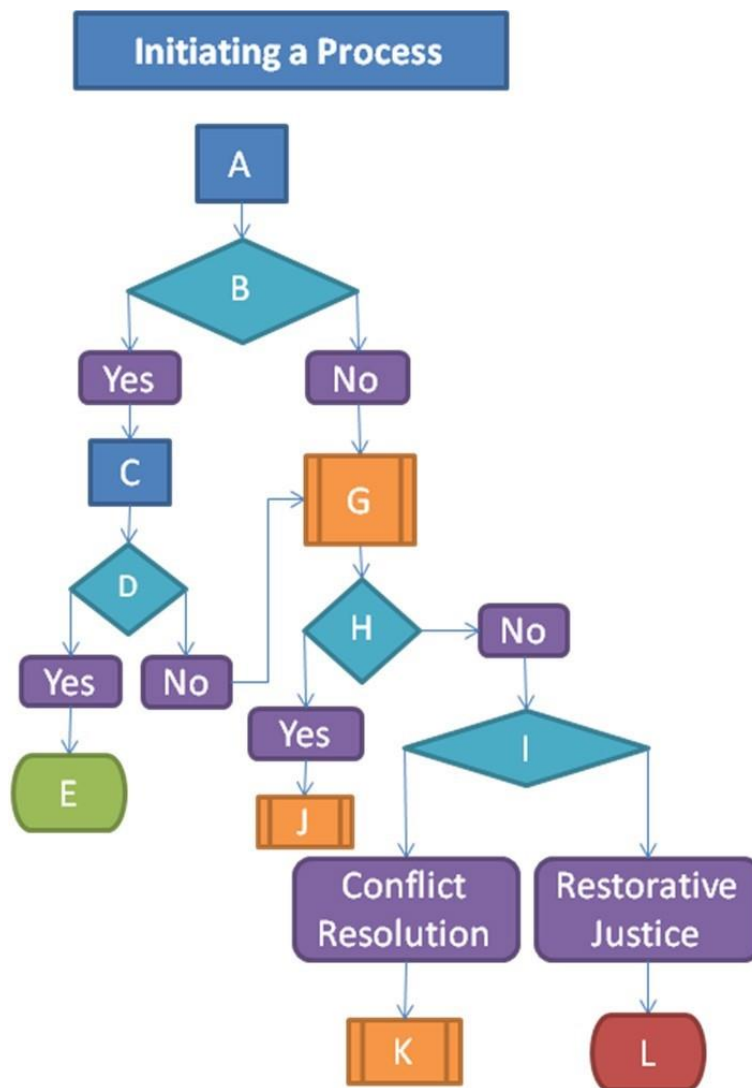 Initiating a Process
A
B
Yes
No
C
G
D
H
No
Yes
No
Yes
I
E
J
Conflict
Resolution
Restorative
Justice
K
L